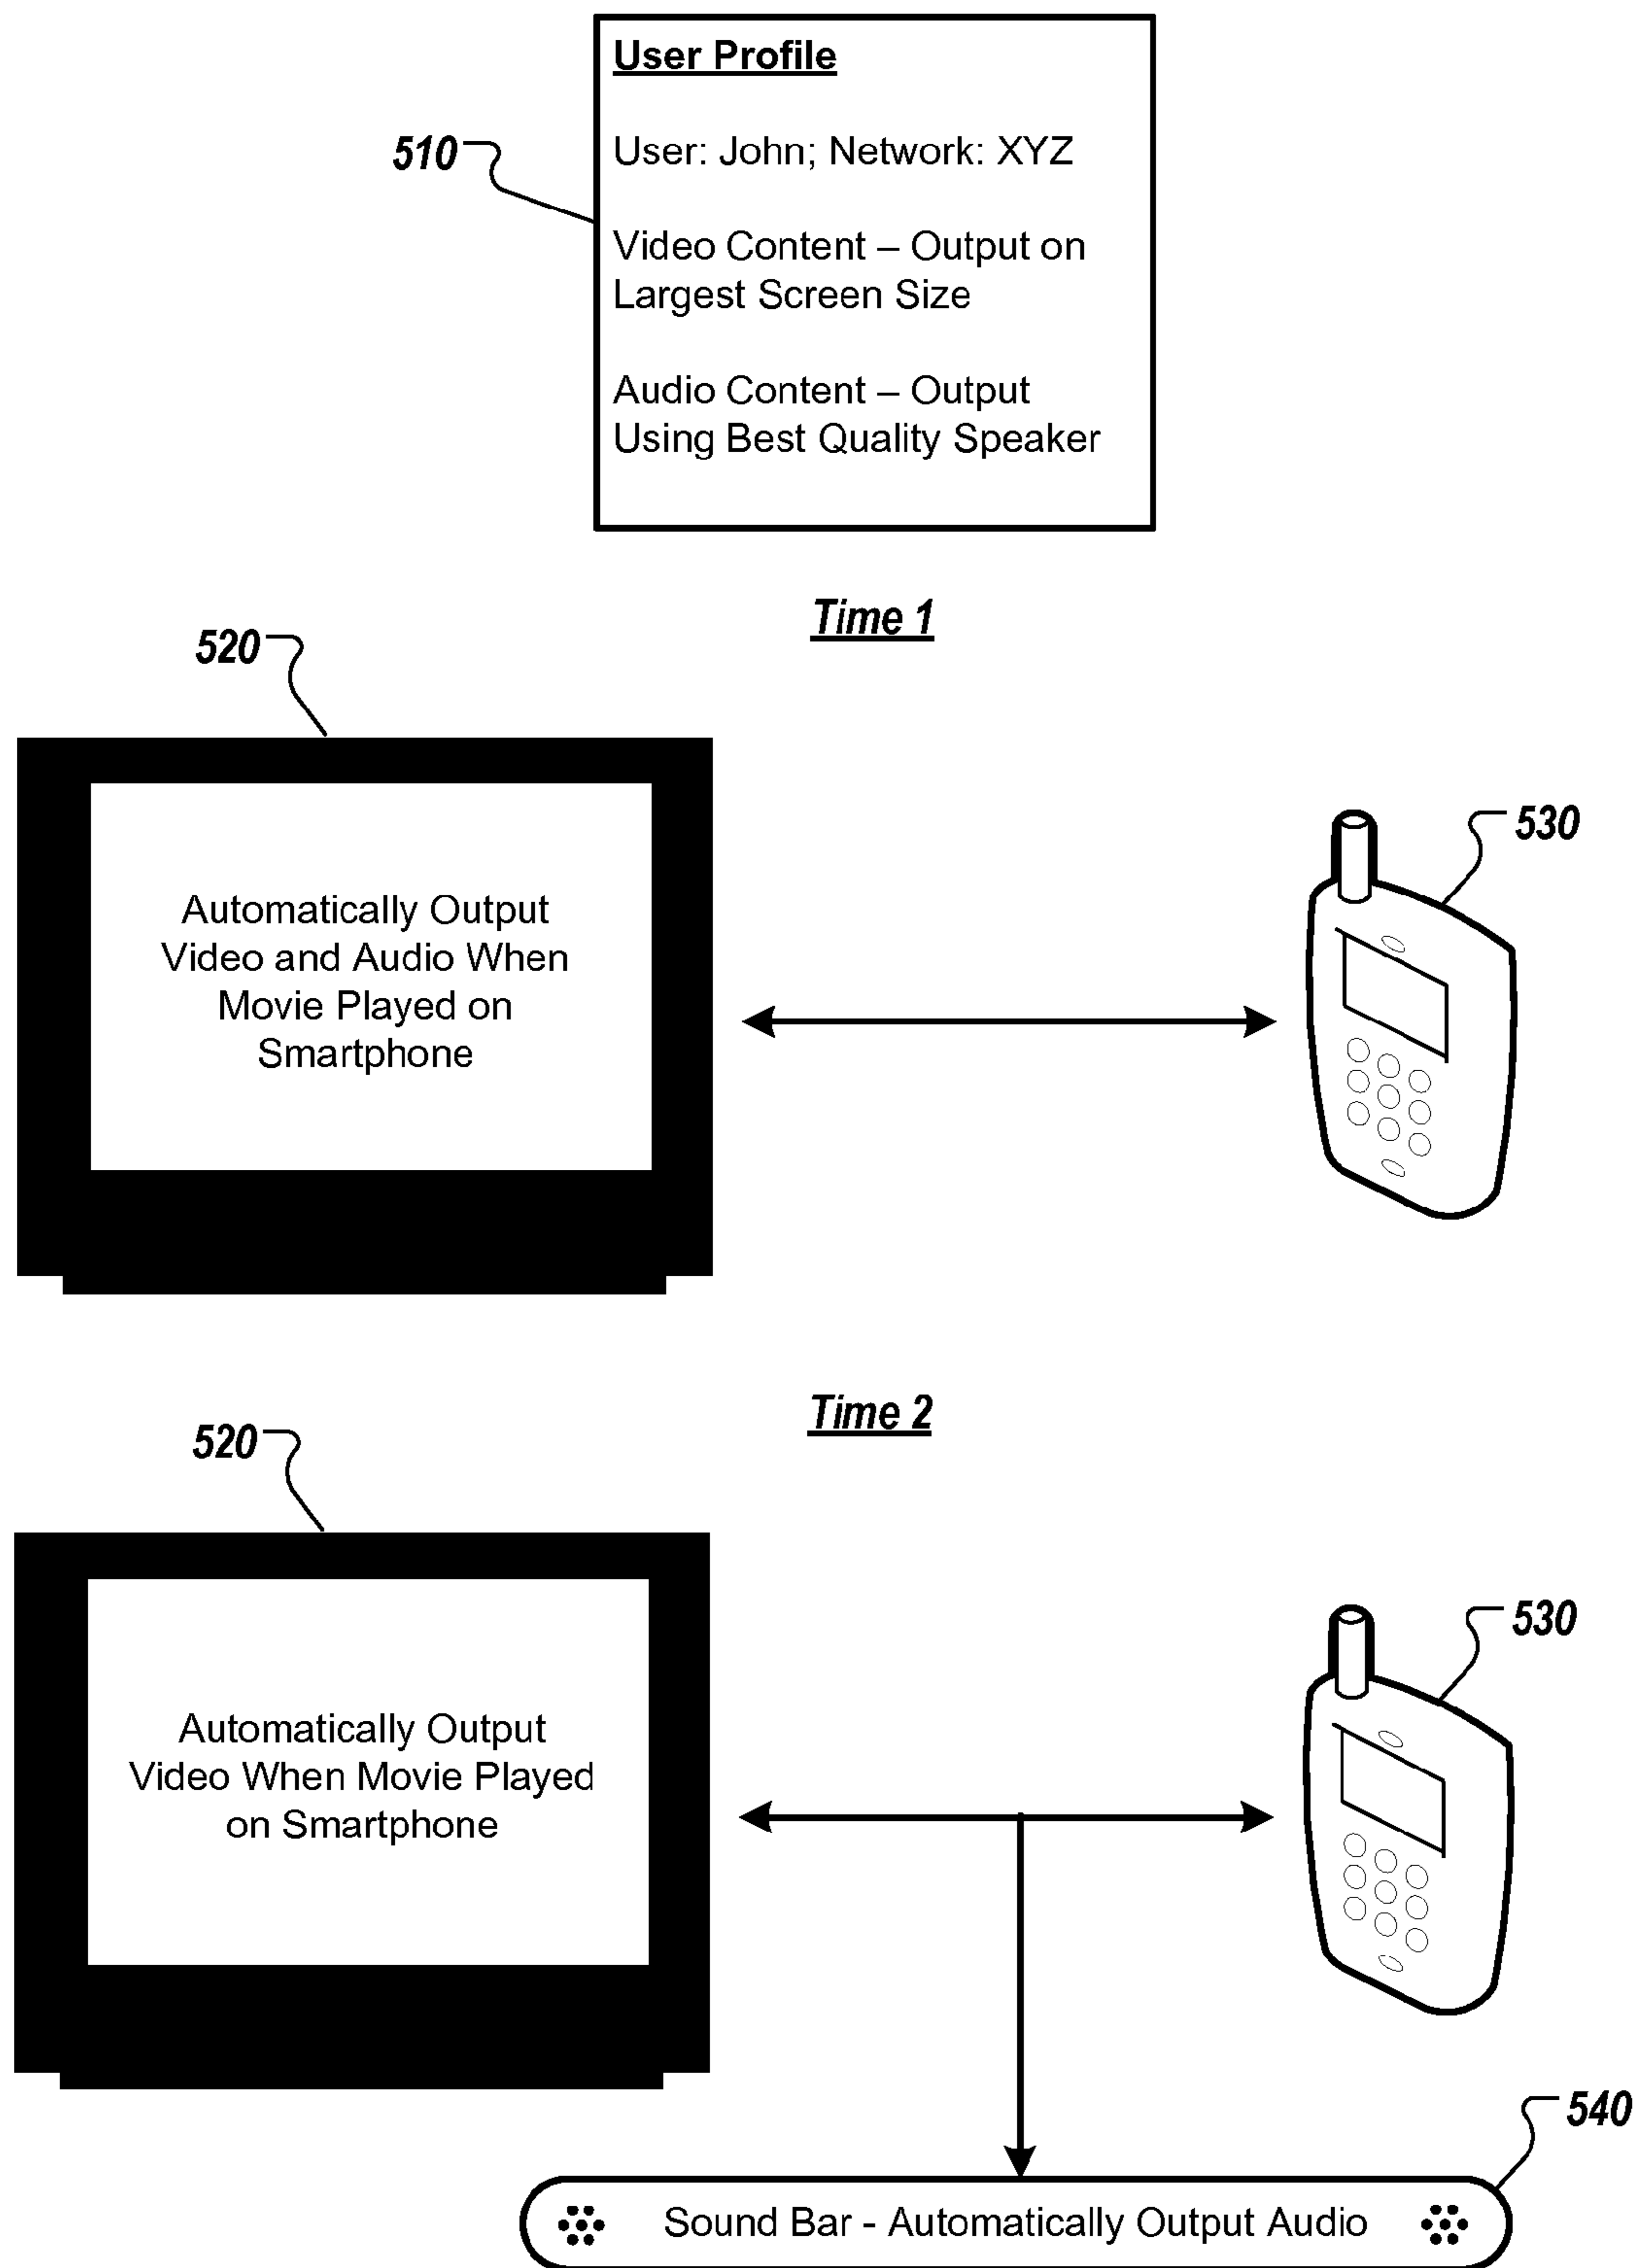 User Profile
510
User: John; Network: XYZ
Video Content – Output on
Largest Screen Size
Audio Content – Output
Using Best Quality Speaker
Time 1
520
530
Automatically Output
Video and Audio When
Movie Played on
Smartphone
Time 2
520
530
Automatically Output
Video When Movie Played
on Smartphone
540
Sound Bar - Automatically Output Audio